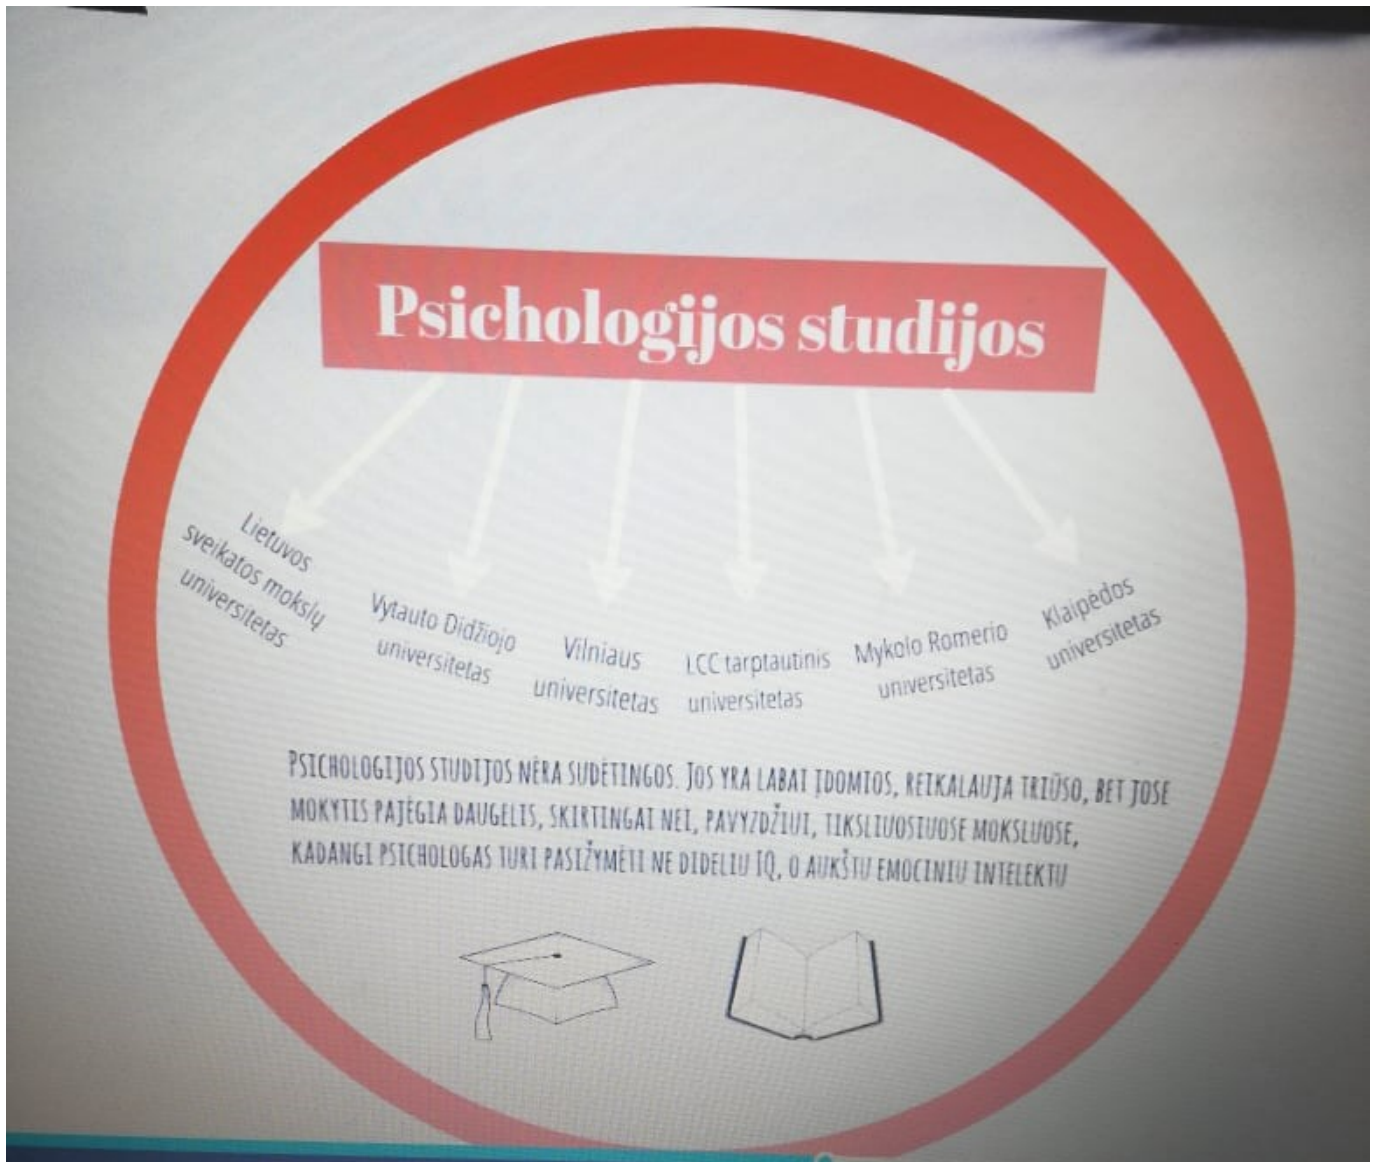 Psichologijos studijos
Lietuvos
sveikatos mokslų
universitetas
Vytauto Didžiojo
universitetas
Vilniaus
universitetas
LCC tarptautinis
universitetas
Mykolo Romerio
universitetas
Klaipėdos
universitetas
PSICHOLOGIJOS STUDIJOS NĖRA SUDĖTINGOS. JOS YRA LABAI ĮDOMIOS, REIKALAUJA TRIŪSO, BET JOSE
MOKYTIS PAJĖGIA DAUGELIS, SKIRTINGAI NEI, PAVYZDŽIUI, TIKSLIUOSIUOSE MOKSLUOSE,
KADANGI PSICHOLOGAS TURI PASIŽYMĖTI NE DIDELIU IQ, O AUKŠTU EMOCINIU INTELEKTU